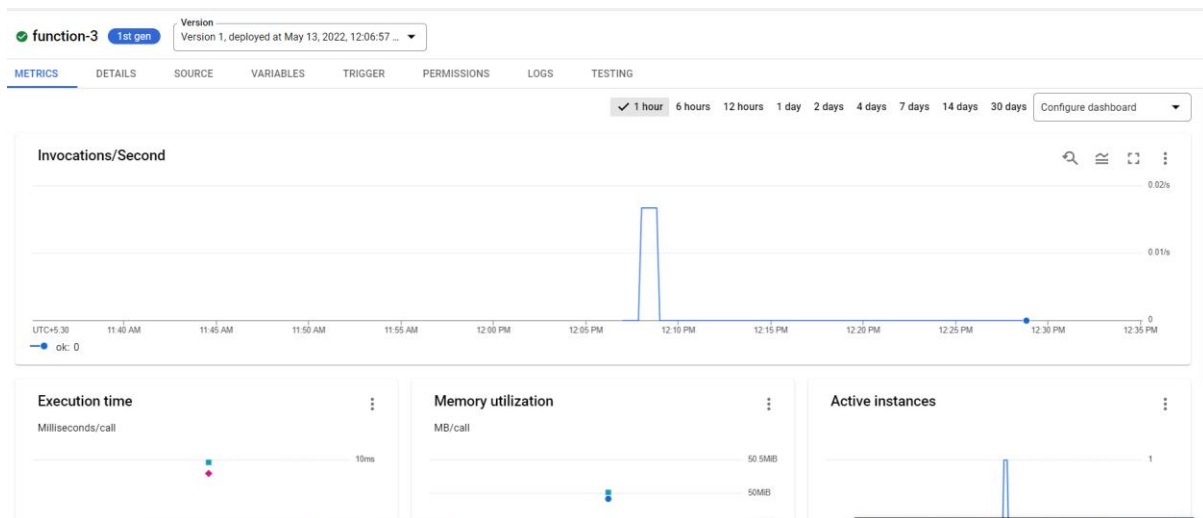 function-3
1st gen
Version
Version 1, deployed at May 13, 2022, 12:06:57 ...
METRICS DETAILS SOURCE VARIABLES TRIGGER PERMISSIONS LOGS TESTING
1 hour 6 hours 12 hours 1 day 2 days 4 days 7 days 14 days 30 days Configure dashboard
Invocations/Second
0.02/s
0.01/s
0
UTC+5:30 11:40 AM 11:45 AM 11:50 AM 11:55 AM 12:00 PM 12:05 PM 12:10 PM 12:15 PM 12:20 PM 12:25 PM 12:30 PM 12:35 PM
ok: 0
Execution time
Milliseconds/call
10ms
Memory utilization
MB/call
50.5MiB
50MiB
Active instances
1